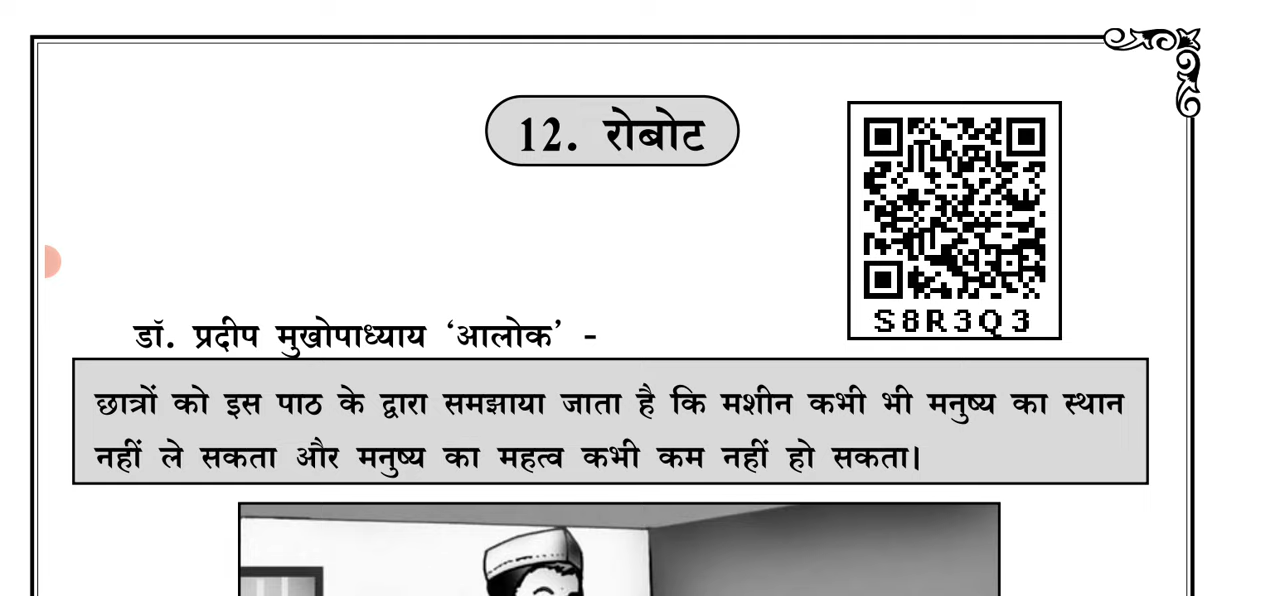 12. रोबोट
S8R3Q3
डॉ. प्रदीप मुखोपाध्याय ‘आलोक’ -
छात्रों को इस पाठ के द्वारा समझाया जाता है कि मशीन कभी भी मनुष्य का स्थान
नहीं ले सकता और मनुष्य का महत्व कभी कम नहीं हो सकता।